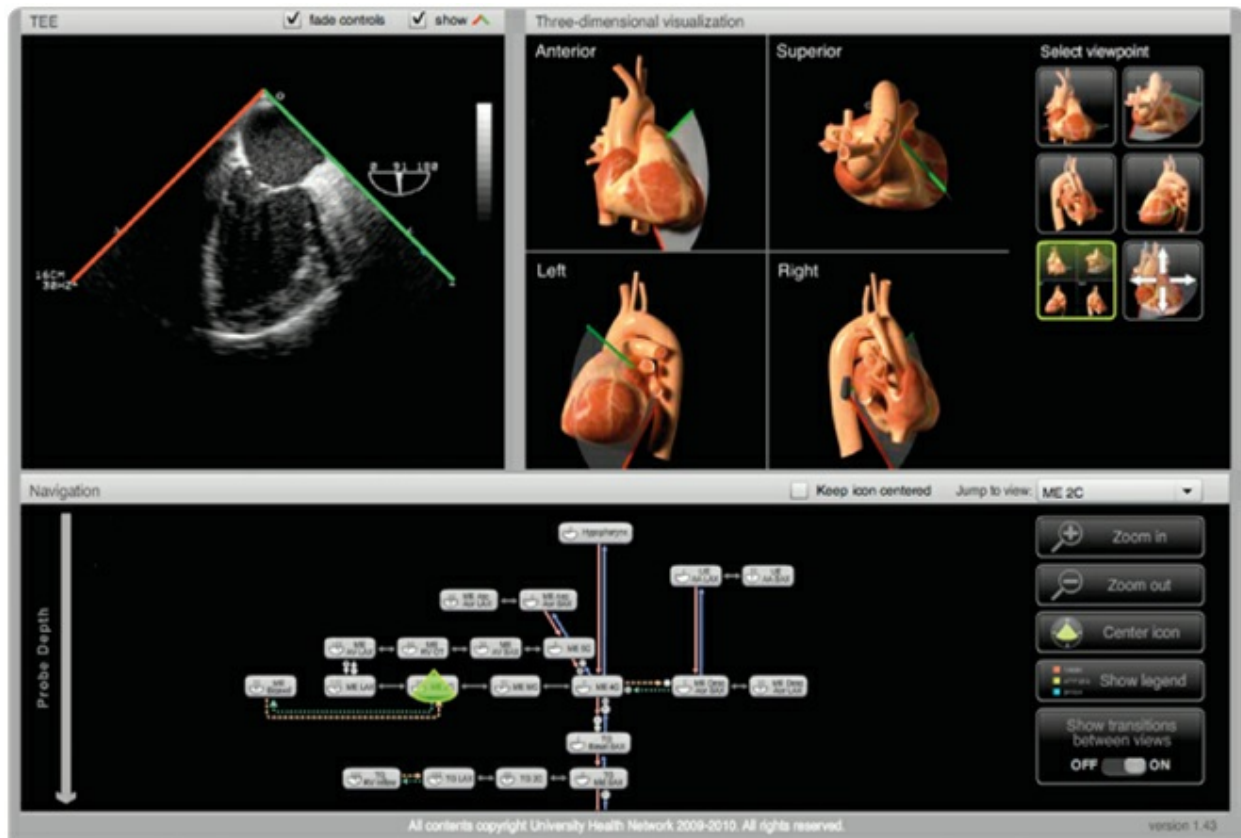 TEE
fade controls
show
Three-dimensional visualization
0 91 180
16CM
30HZ
Anterior
Superior
Left
Right
Select viewpoint
Navigation
Keep icon centered
Jump to view:
ME 2C
Probe Depth
Hypopharynx
UE
AA LAX
UE
AA SAX
ME Asc
Aor LAX
ME Asc
Aor SAX
ME
AV LAX
ME
RV OT
ME
AV SAX
ME 5C
ME
Bicaval
ME LAX
ME MC
ME 4C
ME Desc
Aor SAX
ME Desc
Aor LAX
TG
Basal SAX
TG
RV Inflow
TG LAX
TG 2C
TG
Mid SAX
Zoom in
Zoom out
Center icon
Show legend
Show transitions
between views
OFF
ON
All contents copyright University Health Network 2009-2010. All rights reserved.
version 1.43